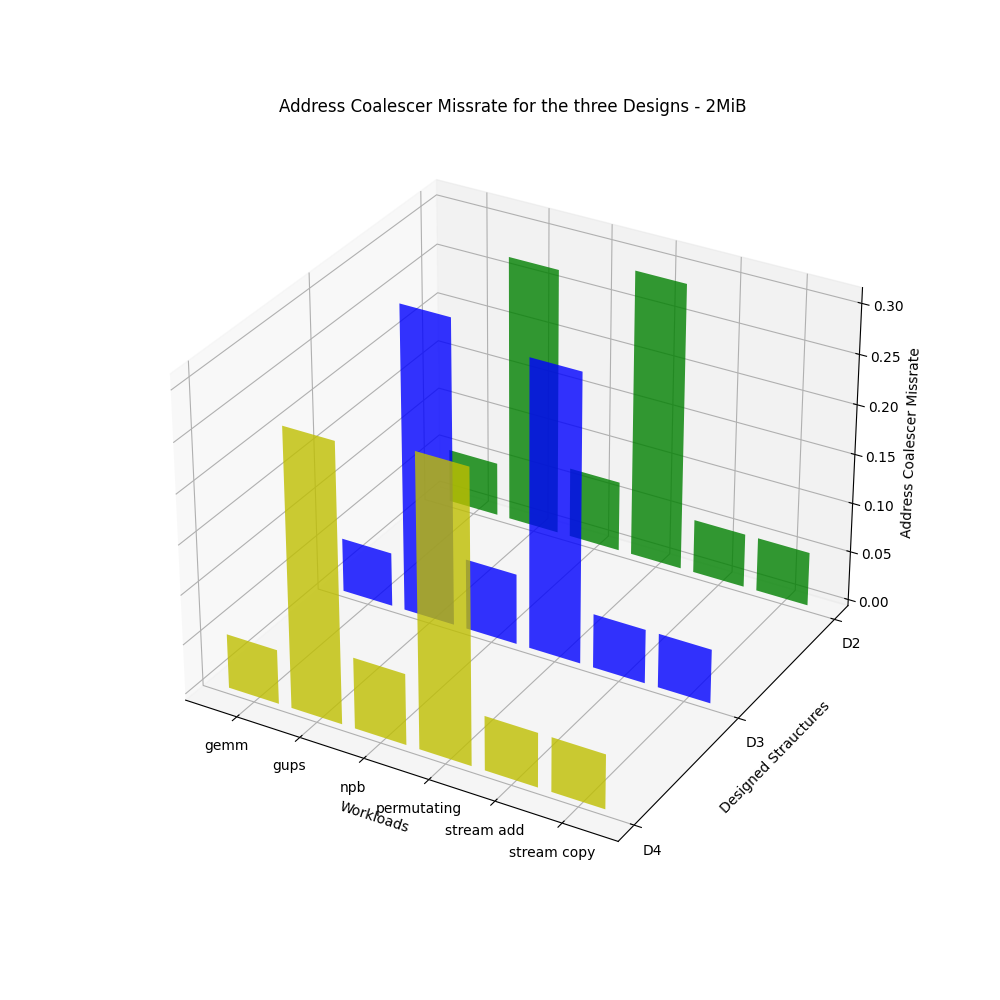 Address Coalescer Missrate for the three Designs - 2MiB
0.30
0.25
0.20
0.15
0.10
0.05
0.00
Address Coalescer Missrate
D2
D3
D4
Designed Strauctures
gemm
gups
npb
permutating
stream add
stream copy
Workloads